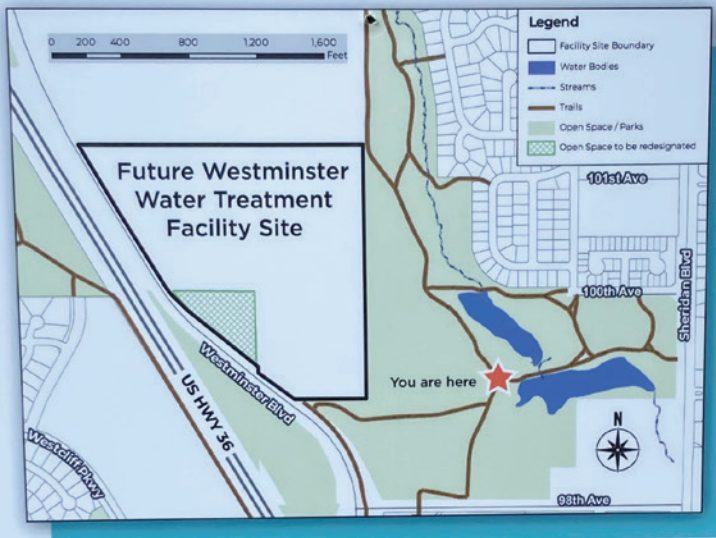 0 200 400 800 1,200 1,600
Feet
Legend
Facility Site Boundary
Water Bodies
Streams
Trails
Open Space / Parks
Open Space to be redesignated
Future Westminster
Water Treatment
Facility Site
101st Ave
100th Ave
Sheridan Blvd
You are here
Westminster Blvd
US HWY 36
N
Westcliff Pkwy
98th Ave